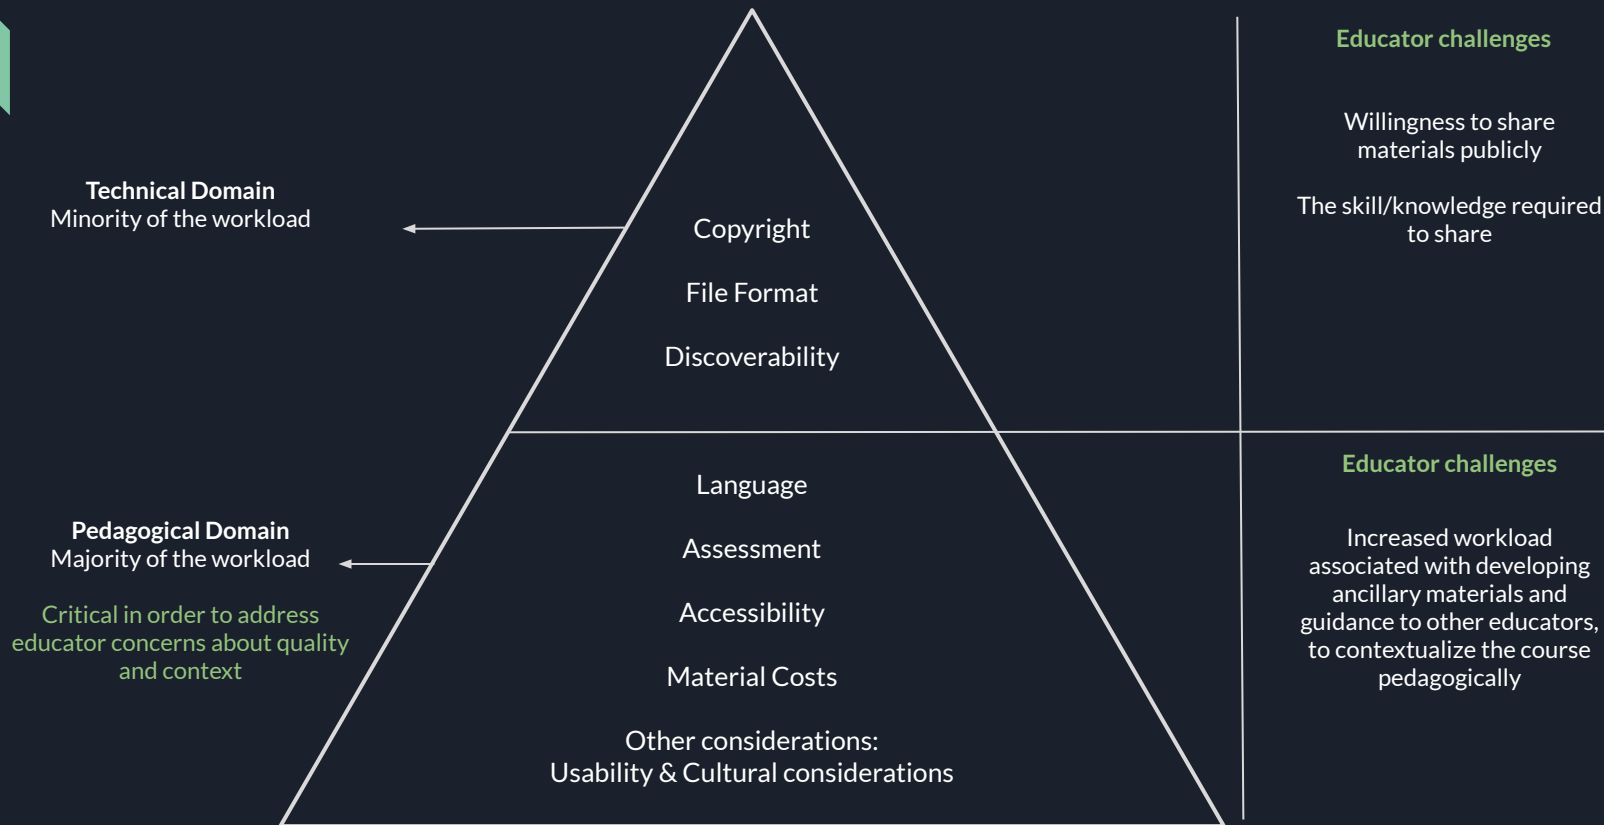 Technical Domain
Minority of the workload
Copyright
File Format
Discoverability
Educator challenges
Willingness to share
materials publicly
The skill/knowledge required
to share
Pedagogical Domain
Majority of the workload
Critical in order to address
educator concerns about quality
and context
Language
Assessment
Accessibility
Material Costs
Other considerations:
Usability & Cultural considerations
Educator challenges
Increased workload
associated with developing
ancillary materials and
guidance to other educators,
to contextualize the course
pedagogically